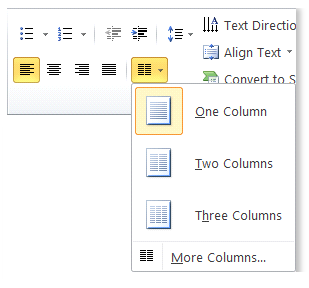 Text Directio
Align Text
Convert to S
One Column
Two Columns
Three Columns
More Columns...